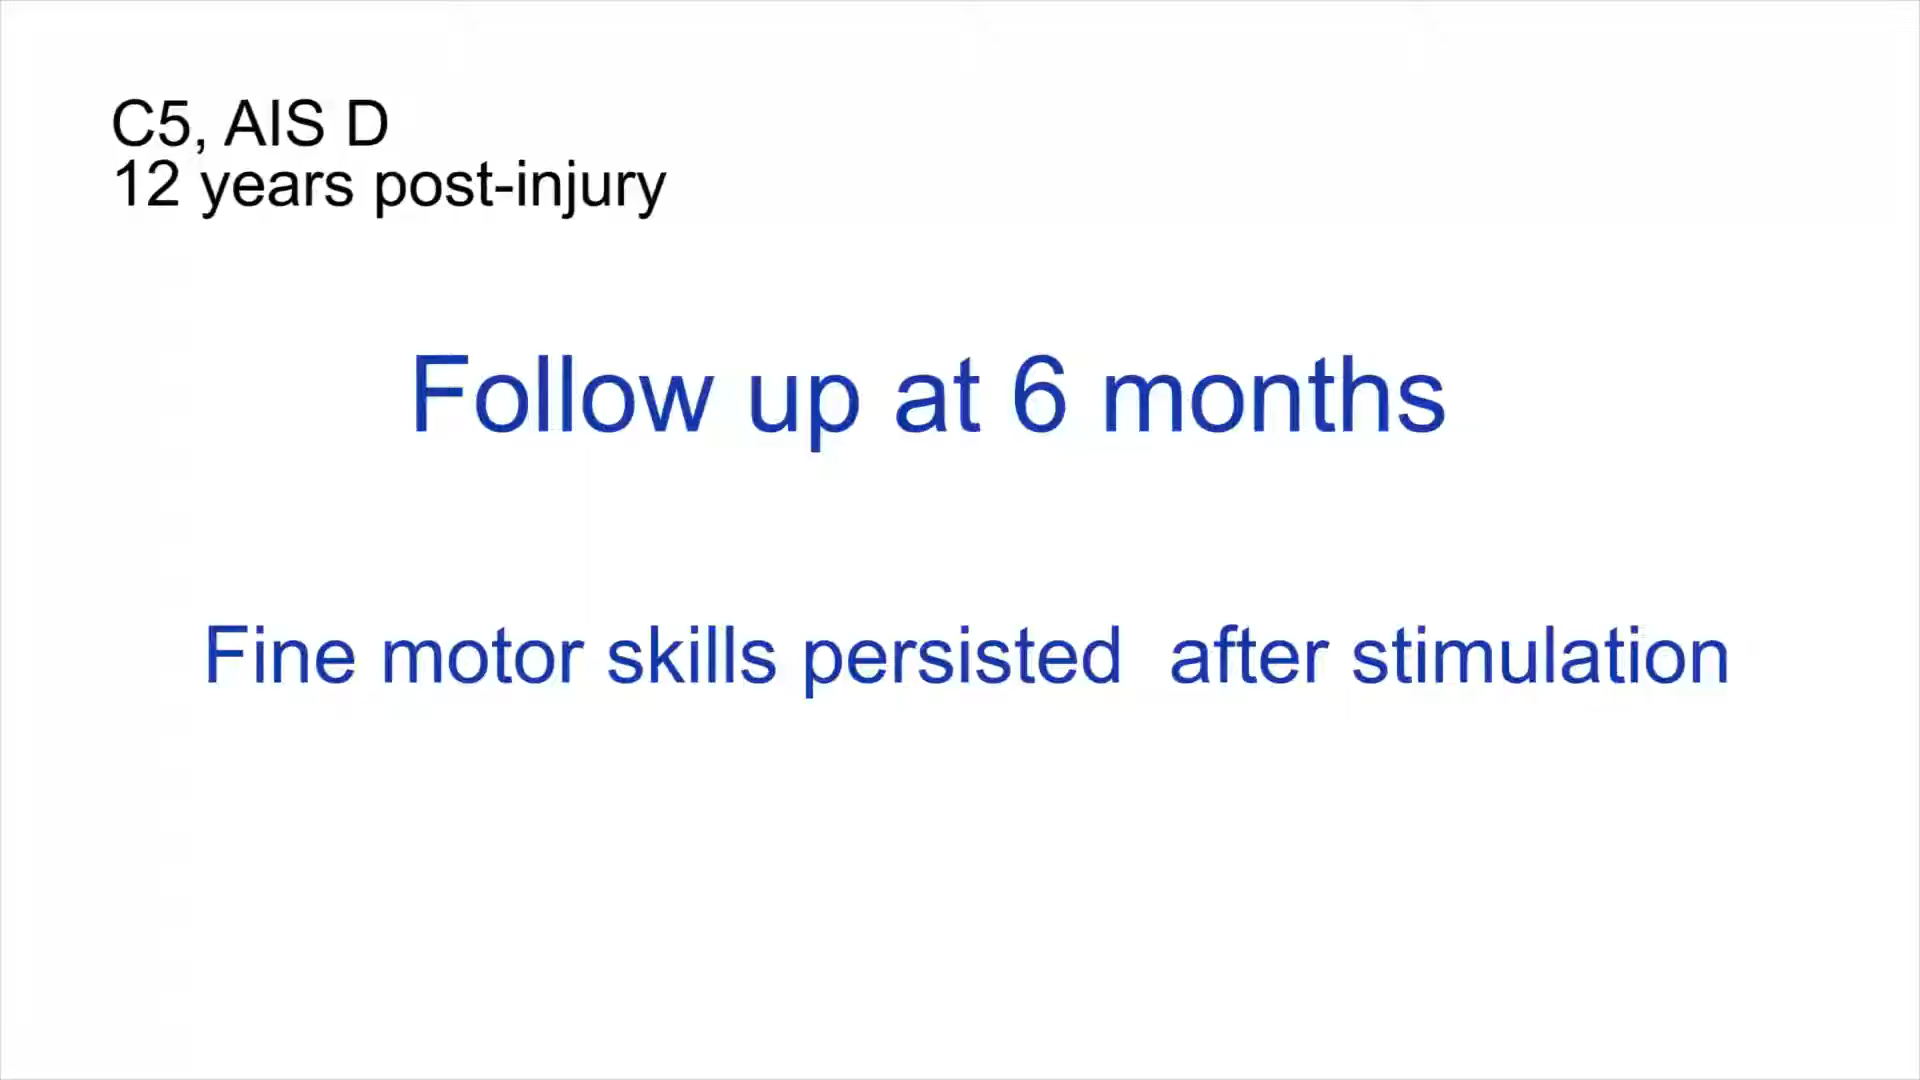 C5, AIS D
12 years post-injury
Follow up at 6 months
Fine motor skills persisted  after stimulation